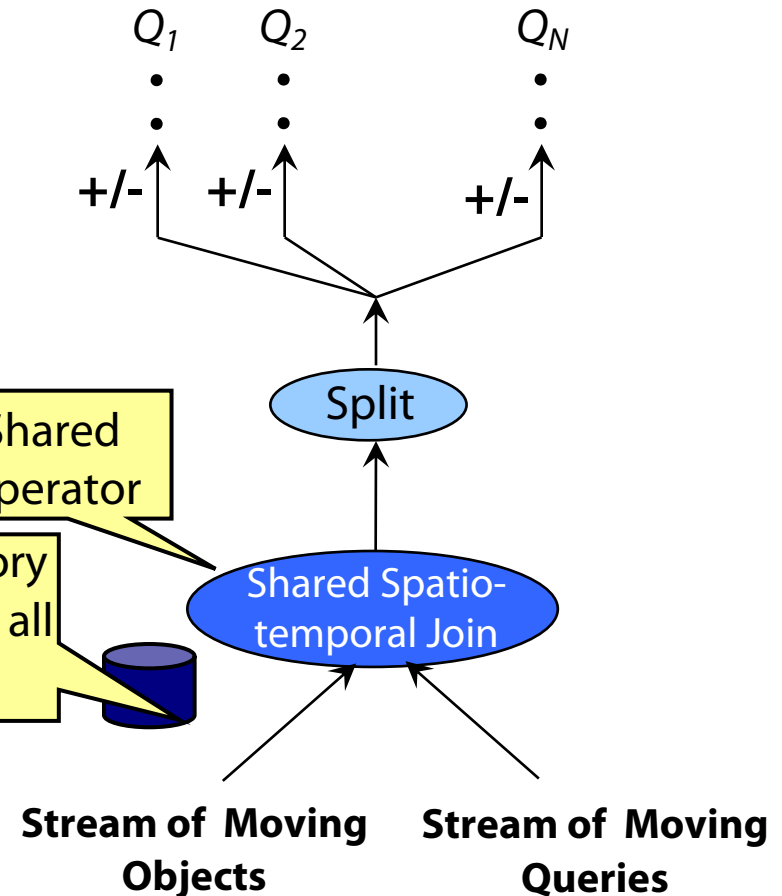 Q1 Q2 QN
+/- +/- +/-
Split
Shared
perator
ory
all
Shared Spatio-
temporal Join
Stream of Moving
Objects
Stream of Moving
Queries